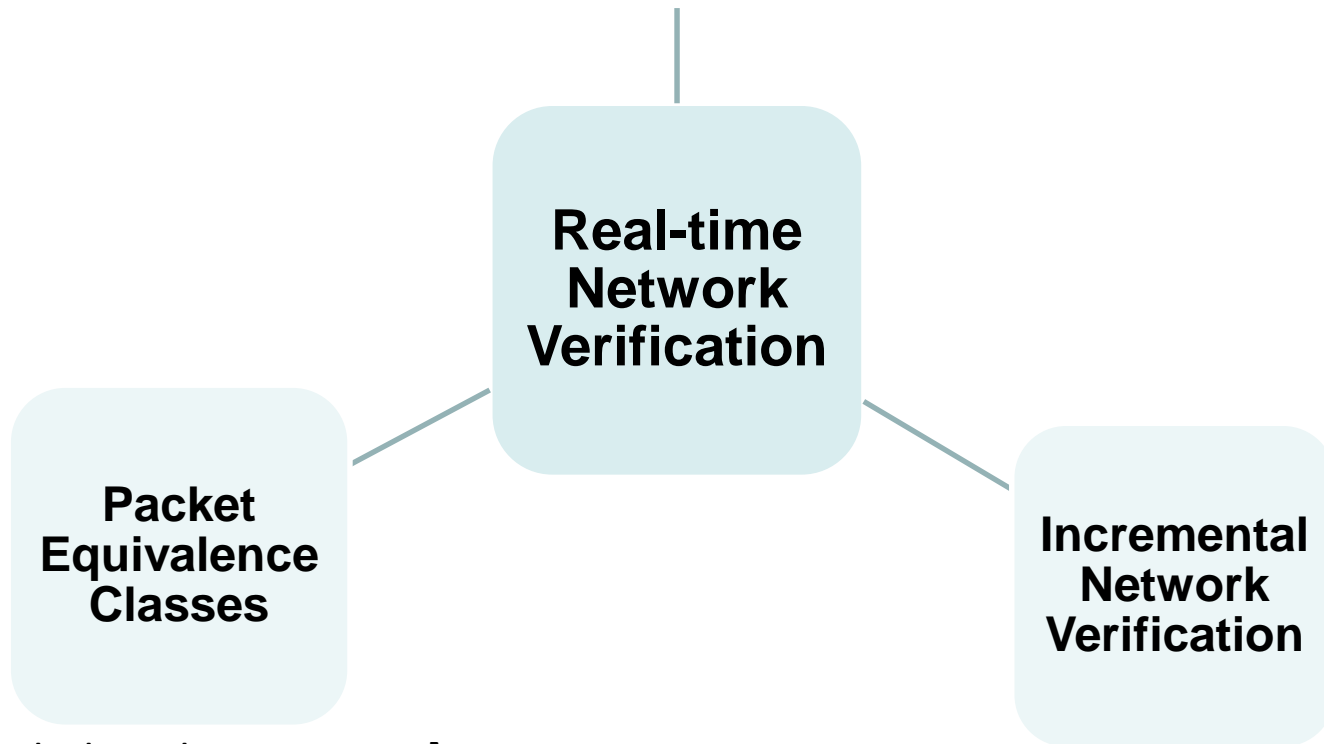 Real-time
Network
Verification
Packet
Equivalence
Classes
Incremental
Network
Verification